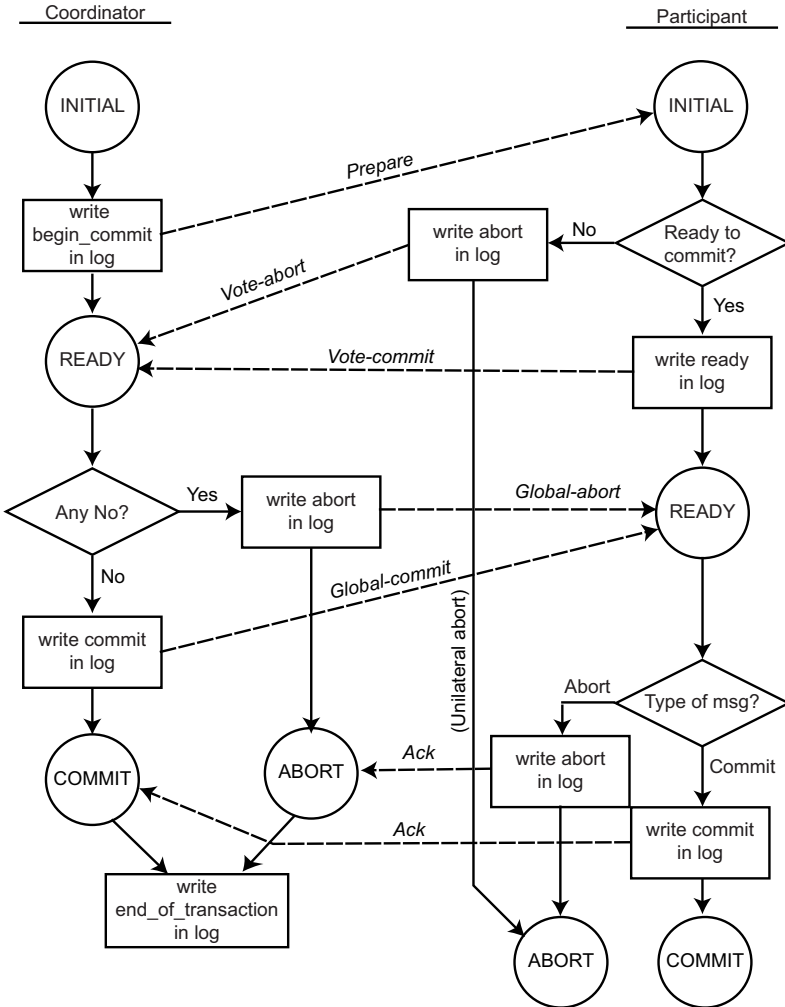 Coordinator
Participant
INITIAL
INITIAL
Prepare
write
begin_commit
in log
write abort
in log
No
Ready to
commit?
Vote-abort
Yes
READY
Vote-commit
write ready
in log
Any No?
Yes
write abort
in log
Global-abort
READY
No
Global-commit
write commit
in log
(Unilateral abort)
Abort
Type of msg?
COMMIT
ABORT
Ack
write abort
in log
Commit
Ack
write commit
in log
write
end_of_transaction
in log
ABORT
COMMIT